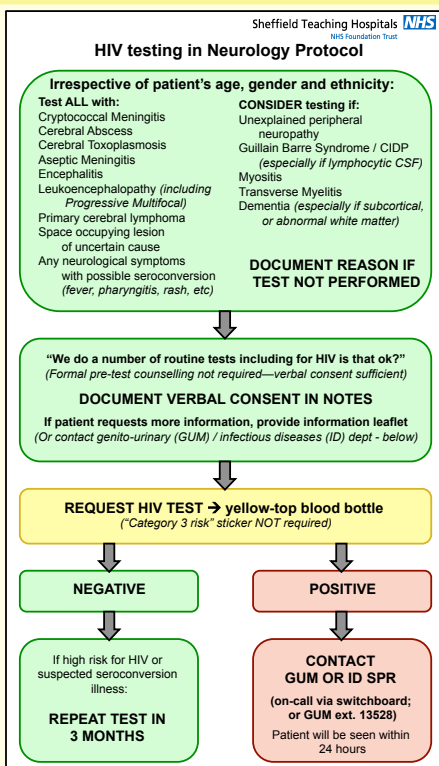 Sheffield Teaching Hospitals NHS
NHS Foundation Trust
HIV testing in Neurology Protocol
Irrespective of patient's age, gender and ethnicity:
Test ALL with:
Cryptococcal Meningitis
Cerebral Abscess
Cerebral Toxoplasmosis
Aseptic Meningitis
Encephalitis
Leukoencephalopathy (including
Progressive Multifocal)
Primary cerebral lymphoma
Space occupying lesion
of uncertain cause
Any neurological symptoms
with possible seroconversion
(fever, pharyngitis, rash, etc)
CONSIDER testing if:
Unexplained peripheral
neuropathy
Guillain Barre Syndrome / CIDP
(especially if lymphocytic CSF)
Myositis
Transverse Myelitis
Dementia (especially if subcortical,
or abnormal white matter)
DOCUMENT REASON IF
TEST NOT PERFORMED
“We do a number of routine tests including for HIV is that ok?”
(Formal pre-test counselling not required—verbal consent sufficient)
DOCUMENT VERBAL CONSENT IN NOTES
If patient requests more information, provide information leaflet
(Or contact genito-urinary (GUM) / infectious diseases (ID) dept - below)
REQUEST HIV TEST → yellow-top blood bottle
(“Category 3 risk” sticker NOT required)
NEGATIVE
If high risk for HIV or
suspected seroconversion
illness:
REPEAT TEST IN
3 MONTHS
POSITIVE
CONTACT
GUM OR ID SPR
(on-call via switchboard;
or GUM ext. 13528)
Patient will be seen within
24 hours